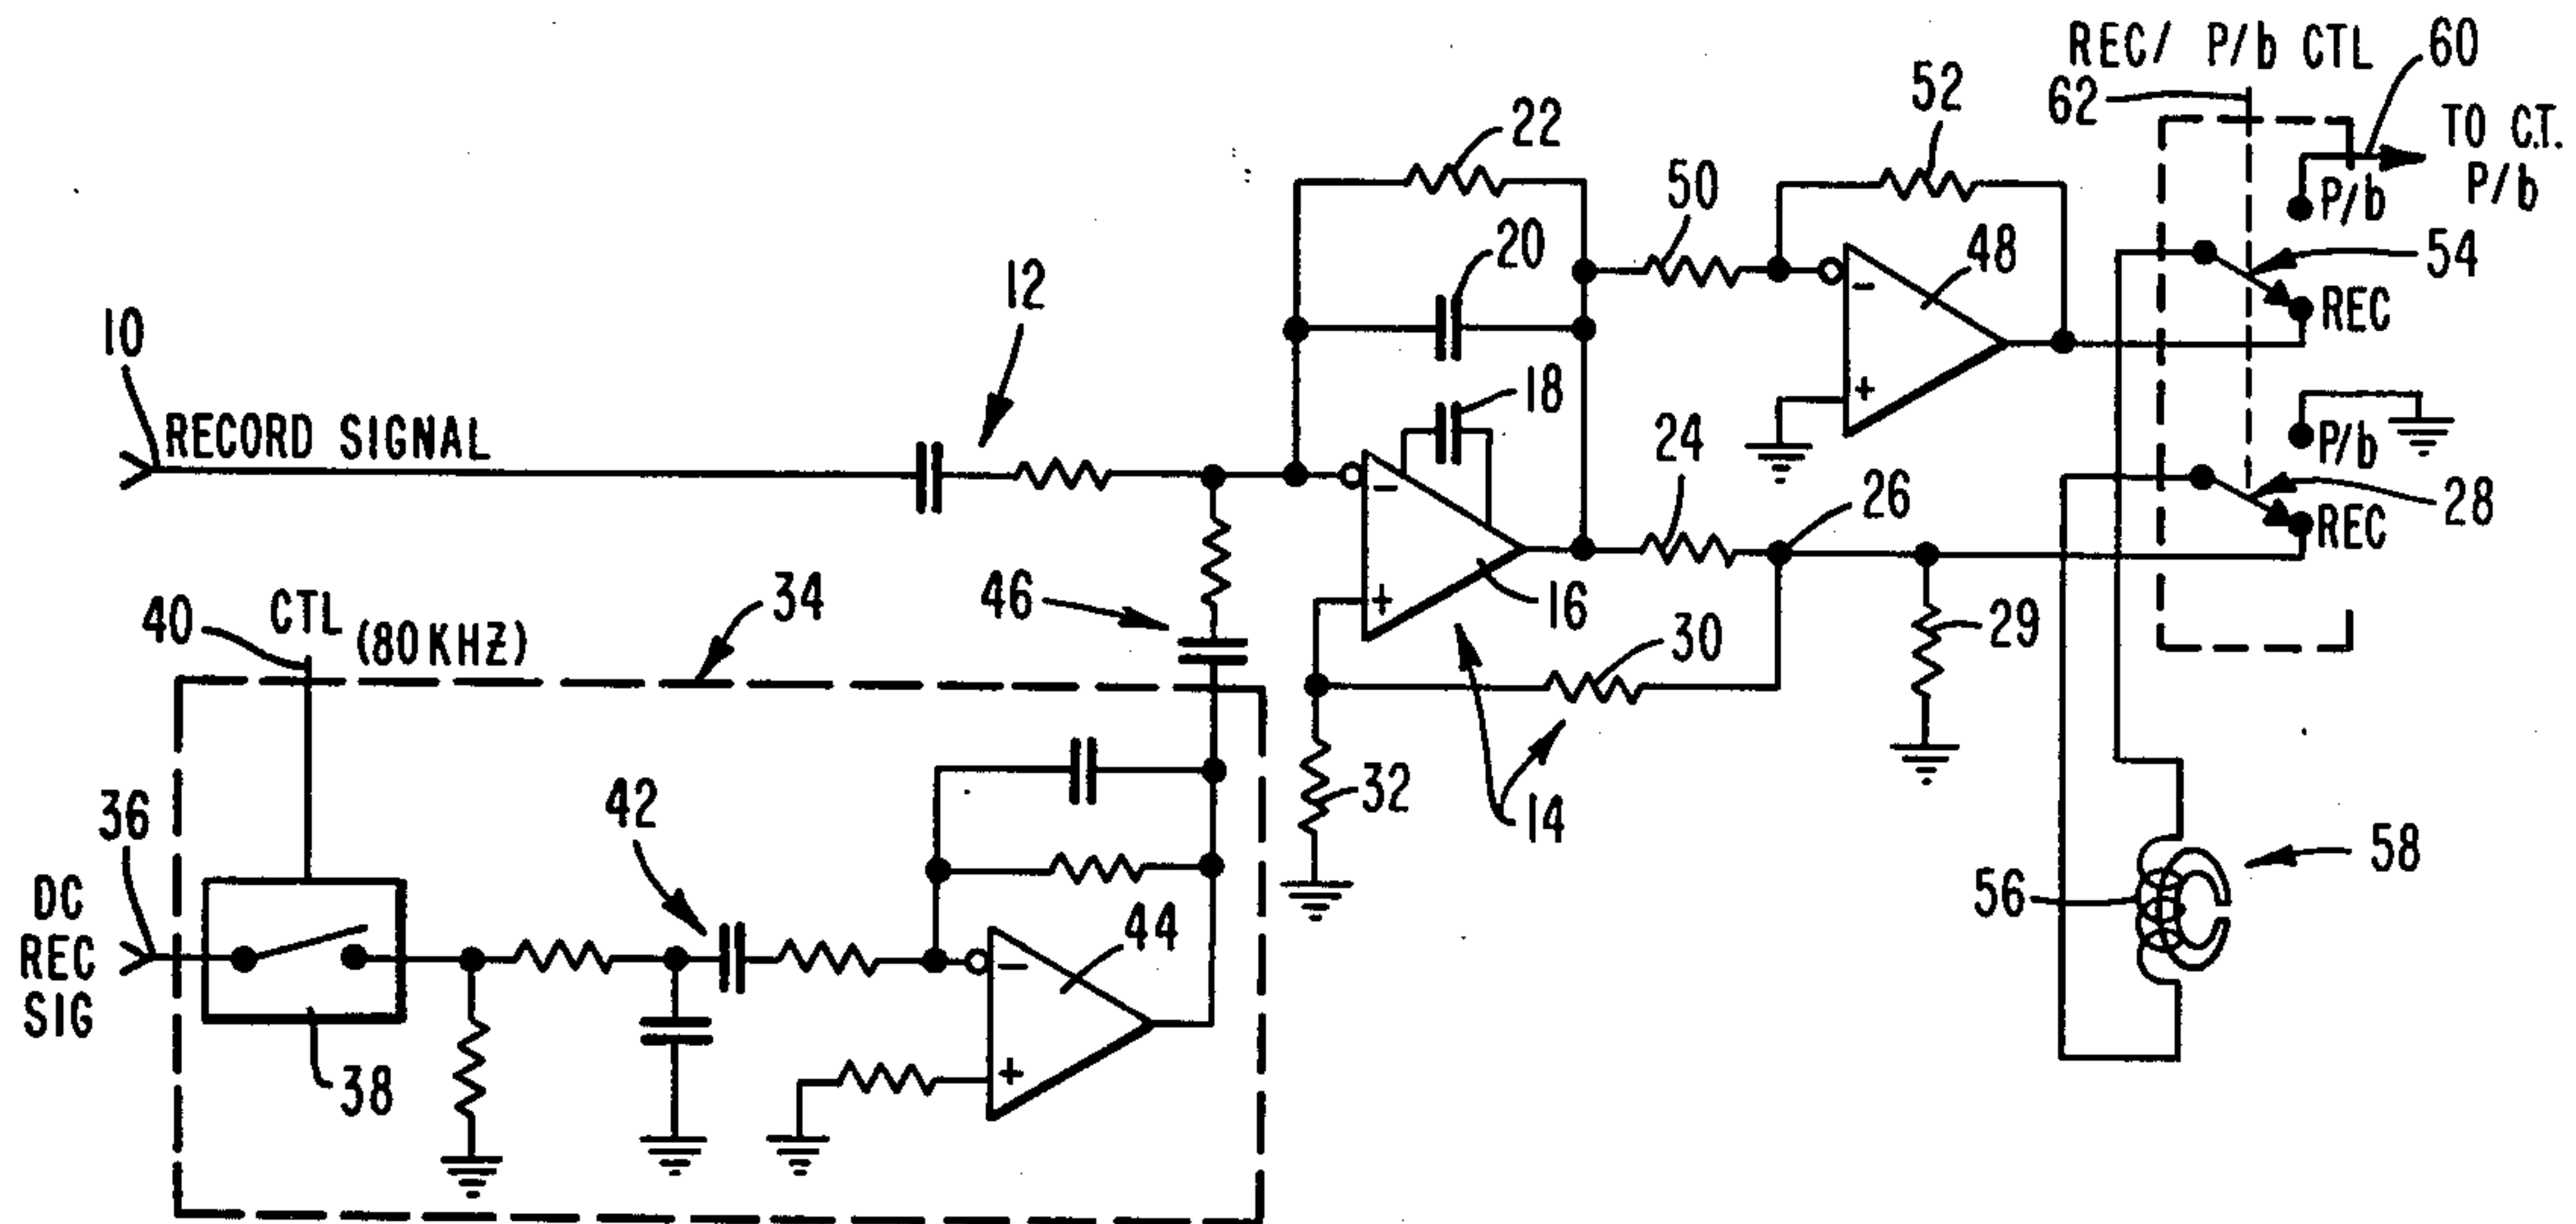 REC/ P/b CTL
60
62
TO C.T.
P/b
52
22
50
P/b
20
48
54
12
REC
10
18
RECORD SIGNAL
24
P/b
26
28
REC
-
+
-
+
16
46
34
40
CTL (80 KHZ)
30
29
32
14
36
42
58
DC
REC
SIG
56
44
-
+
38